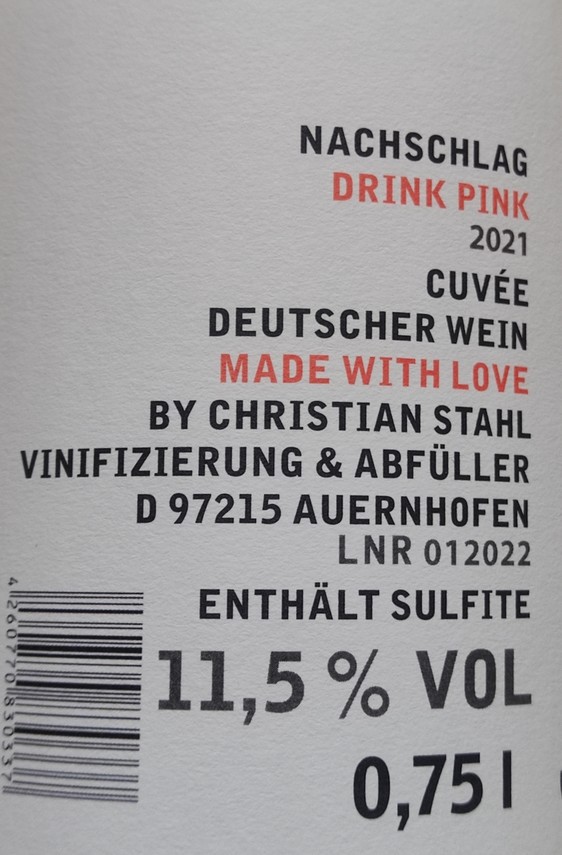 NACHSCHLAG
DRINK PINK
2021
CUVÉE
DEUTSCHER WEIN
MADE WITH LOVE
BY CHRISTIAN STAHL
VINIFIZIERUNG & ABFÜLLER
D 97215 AUERNHOFEN
LNR 012022
ENTHÄLT SULFITE
11,5 % VOL
0,75 l
4260770830337